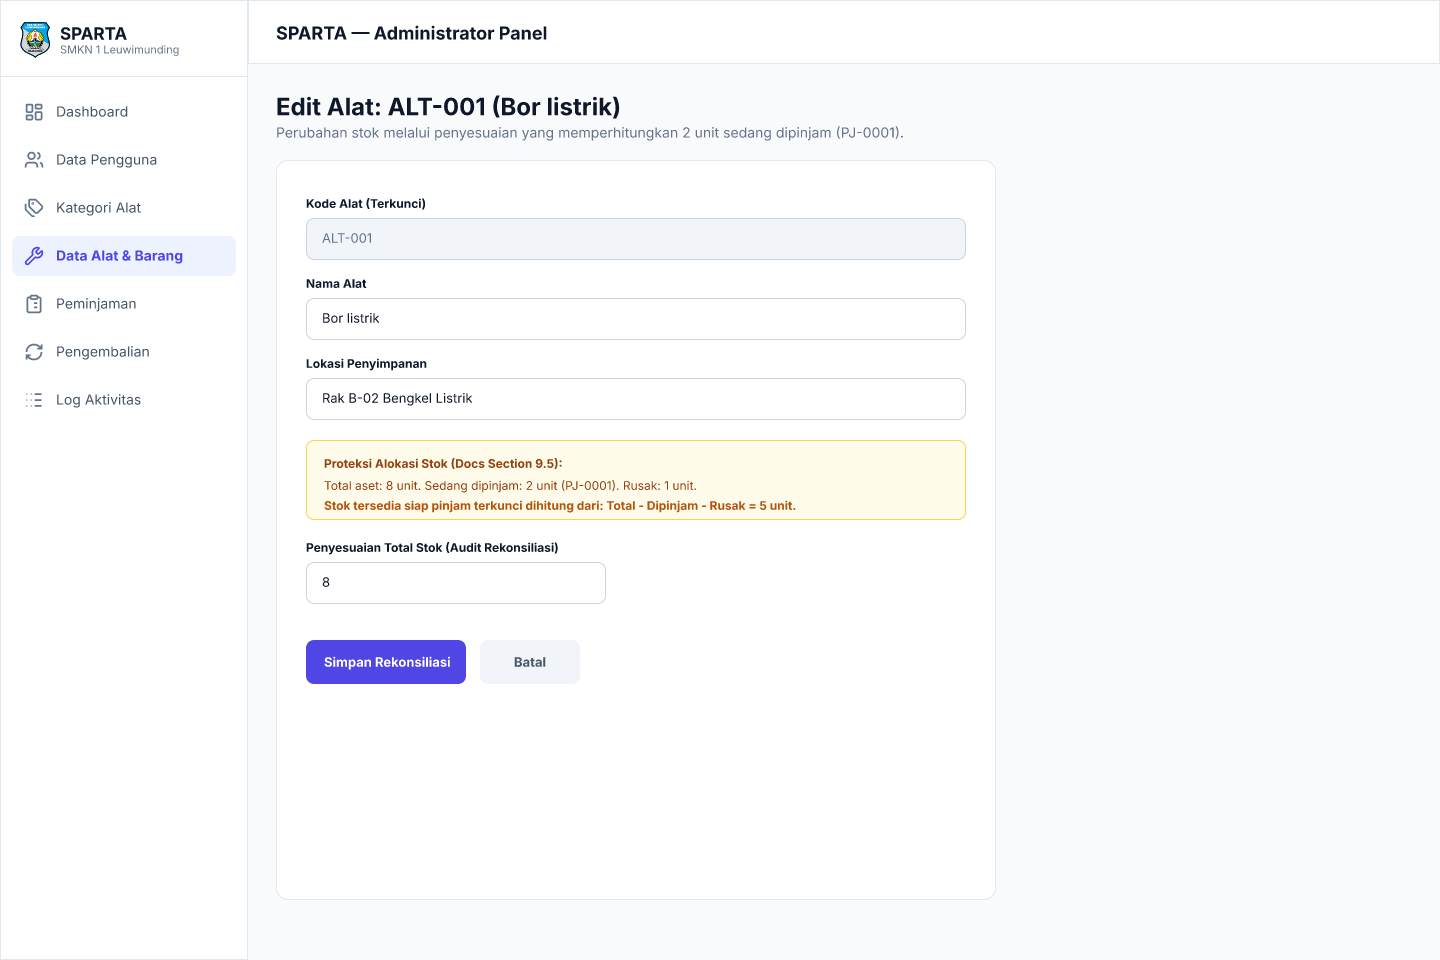 SPARTA
SMKN 1 Leuwimunding
Dashboard
Data Pengguna
Kategori Alat
Data Alat & Barang
Peminjaman
Pengembalian
Log Aktivitas
SPARTA — Administrator Panel
Edit Alat: ALT-001 (Bor listrik)
Perubahan stok melalui penyesuaian yang memperhitungkan 2 unit sedang dipinjam (PJ-0001).
Kode Alat (Terkunci)
ALT-001
Nama Alat
Bor listrik
Lokasi Penyimpanan
Rak B-02 Bengkel Listrik
Proteksi Alokasi Stok (Docs Section 9.5):
Total aset: 8 unit. Sedang dipinjam: 2 unit (PJ-0001). Rusak: 1 unit.
Stok tersedia siap pinjam terkunci dihitung dari: Total - Dipinjam - Rusak = 5 unit.
Penyesuaian Total Stok (Audit Rekonsiliasi)
8
Simpan Rekonsiliasi
Batal